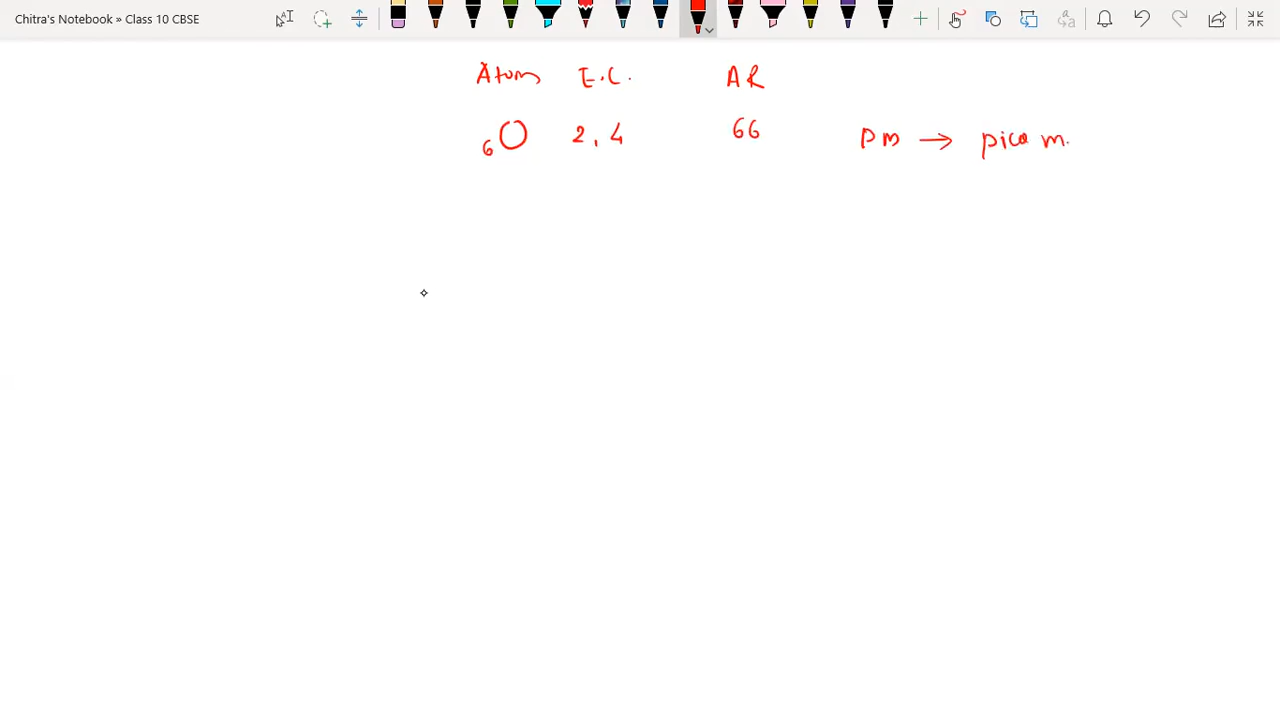 Chitra's Notebook » Class 10 CBSE
Atom E.C. AR
₆O 2, 4 66 pm → pico m.